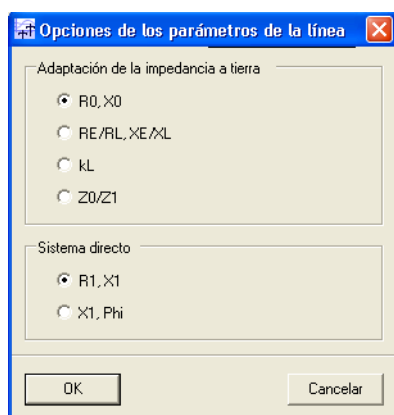 Opciones de los parámetros de la línea
Adaptación de la impedancia a tierra
R0, X0
RE/RL, XE/XL
kL
Z0/Z1
Sistema directo
R1, X1
X1, Phi
OK
Cancelar